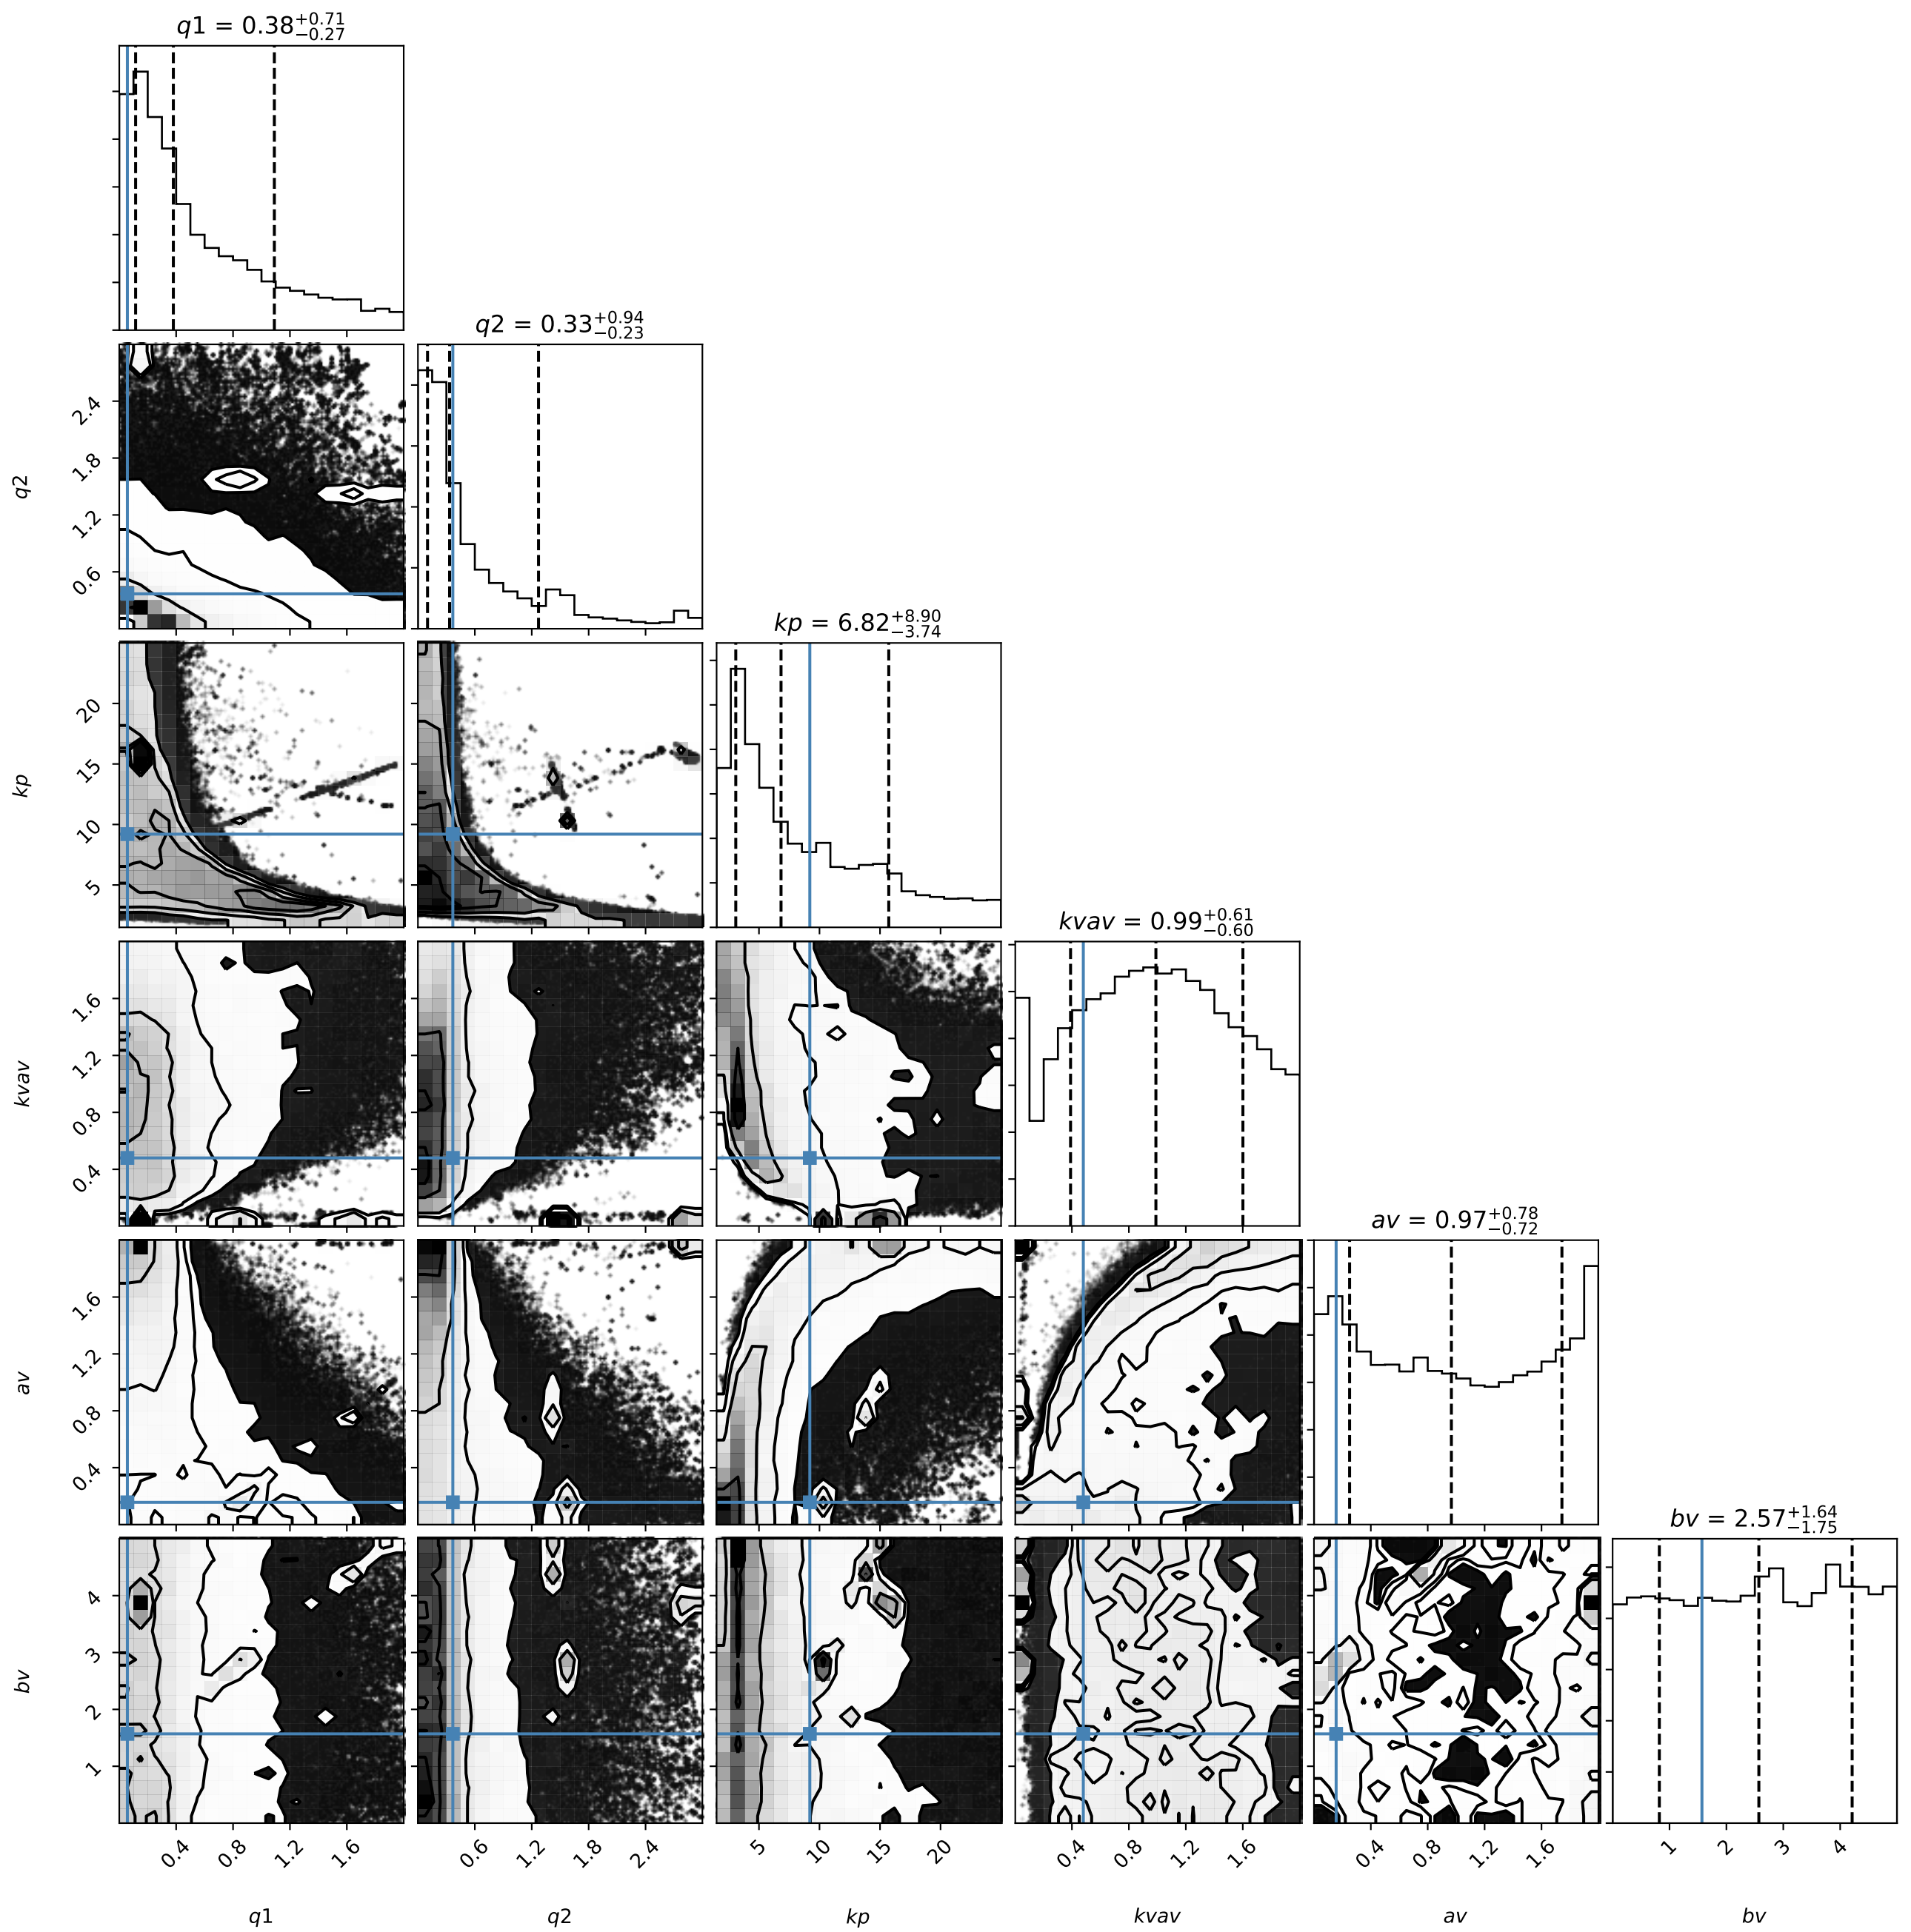 q1 = 0.38+0.71−0.27
q2 = 0.33+0.94−0.23
q2
2.4
1.8
1.2
0.6
kp = 6.82+8.90−3.74
kp
20
15
10
5
kvav = 0.99+0.61−0.60
kvav
1.6
1.2
0.8
0.4
av = 0.97+0.78−0.72
av
1.6
1.2
0.8
0.4
bv = 2.57+1.64−1.75
bv
4
3
2
1
0.4 0.8 1.2 1.6 0.6 1.2 1.8 2.4 5 10 15 20 0.4 0.8 1.2 1.6 0.4 0.8 1.2 1.6 1 2 3 4
q1 q2 kp kvav av bv